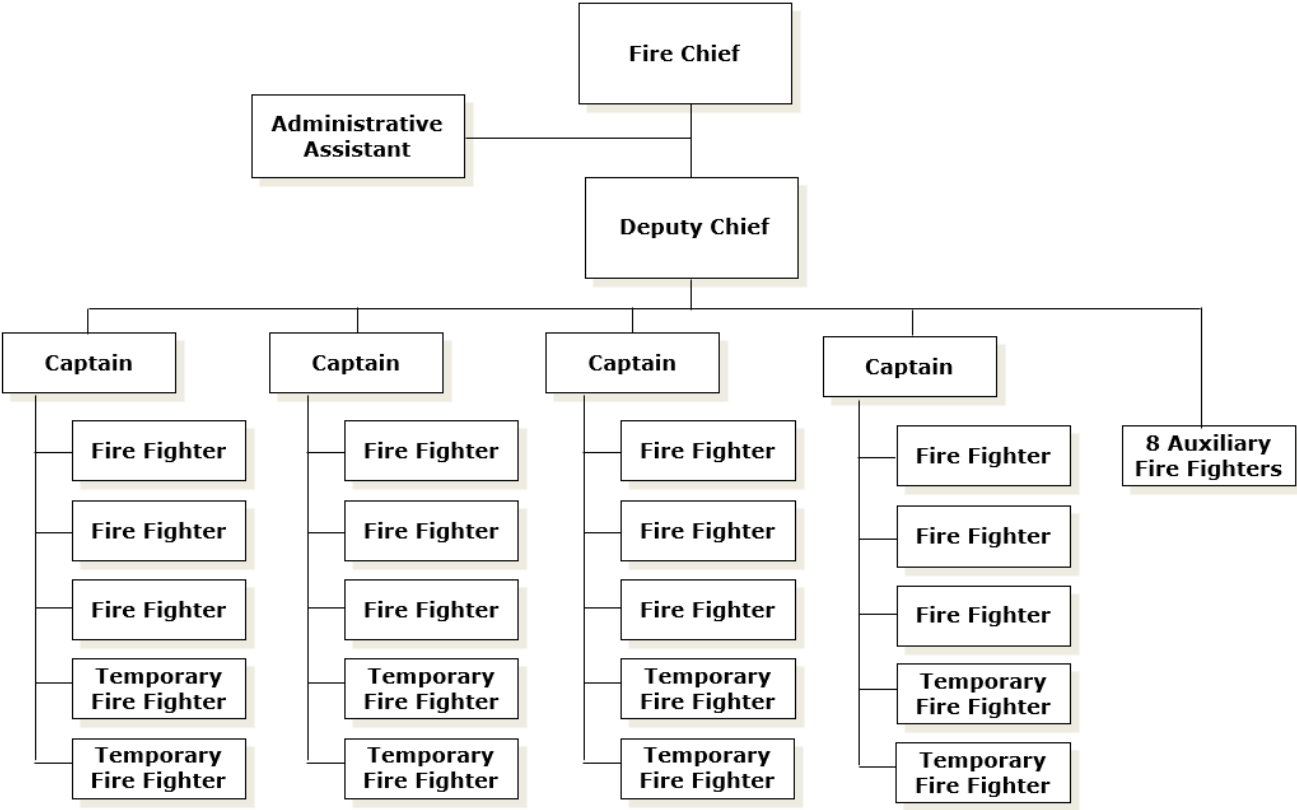 Fire Chief
Administrative
Assistant
Deputy Chief
Captain
Fire Fighter
Fire Fighter
Fire Fighter
Temporary
Fire Fighter
Temporary
Fire Fighter
Captain
Fire Fighter
Fire Fighter
Fire Fighter
Temporary
Fire Fighter
Temporary
Fire Fighter
Captain
Fire Fighter
Fire Fighter
Fire Fighter
Temporary
Fire Fighter
Temporary
Fire Fighter
Captain
Fire Fighter
Fire Fighter
Fire Fighter
Temporary
Fire Fighter
Temporary
Fire Fighter
8 Auxiliary
Fire Fighters